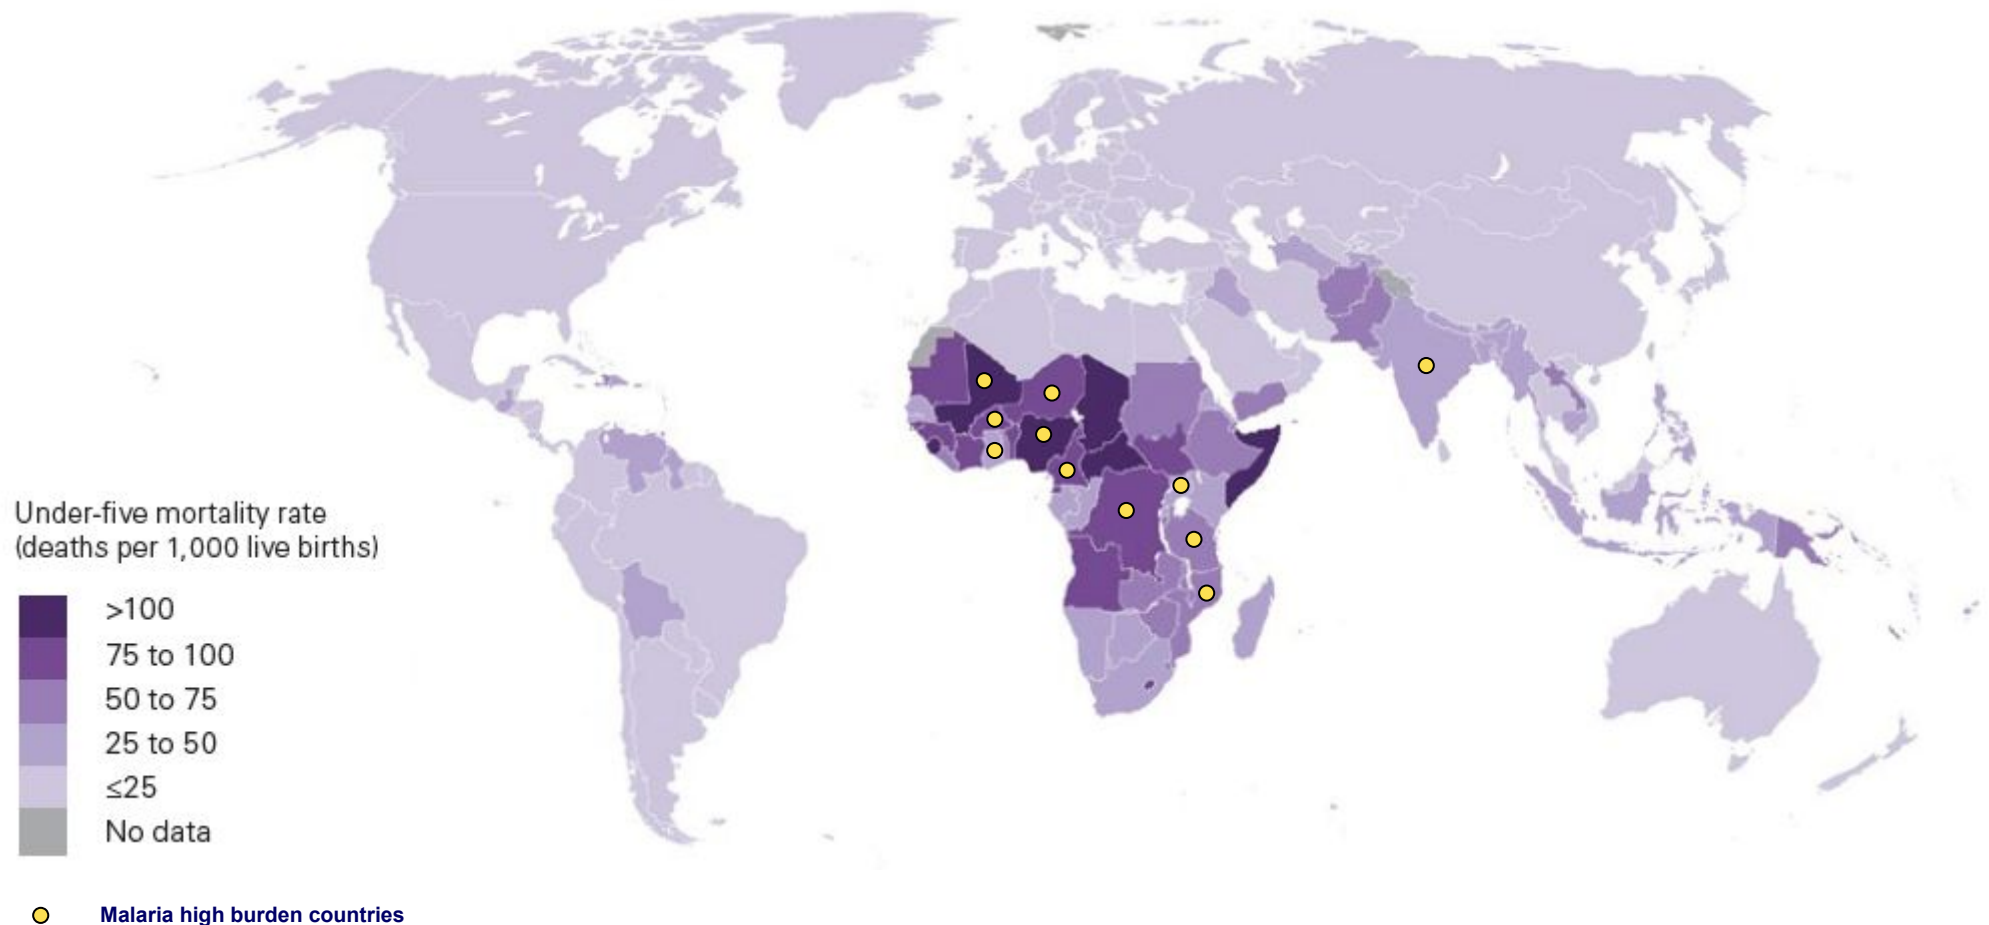 Under-five mortality rate
(deaths per 1,000 live births)
>100
75 to 100
50 to 75
25 to 50
≤25
No data
Malaria high burden countries